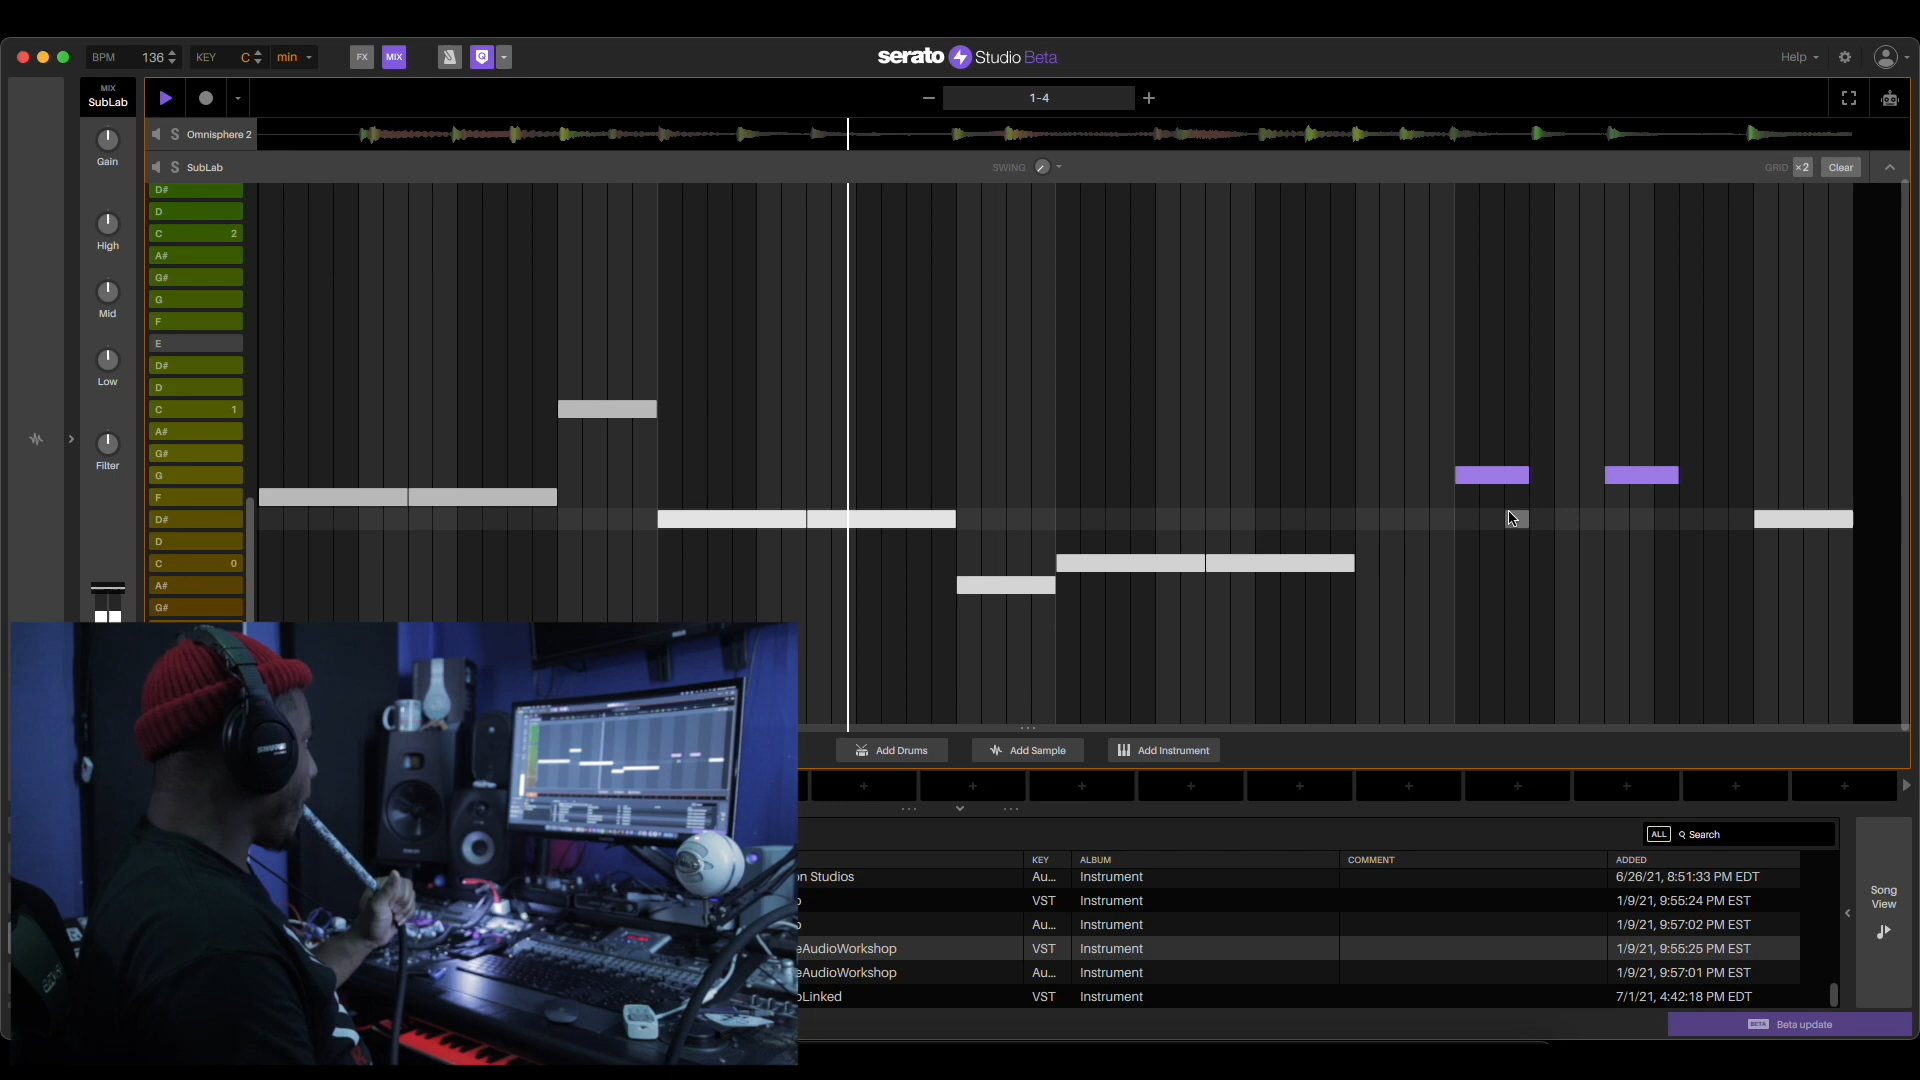 BPM 136 KEY C min FX MIX serato Studio Beta Help
MIX
SubLab
1-4
Gain
High
Mid
Low
Filter
S Omnisphere 2
S SubLab SWING GRID x2 Clear
D#
D
C 2
A#
G#
G
F
E
D#
D
C 1
A#
G#
G
F
D#
D
C 0
A#
G#
Add Drums Add Sample Add Instrument
ALL Search
KEY ALBUM COMMENT ADDED
on Studios Au... Instrument 6/26/21, 8:51:33 PM EDT
VST Instrument 1/9/21, 9:55:24 PM EST
Au... Instrument 1/9/21, 9:57:02 PM EST
eAudioWorkshop VST Instrument 1/9/21, 9:55:25 PM EST
eAudioWorkshop Au... Instrument 1/9/21, 9:57:01 PM EST
Linked VST Instrument 7/1/21, 4:42:18 PM EDT
Song
View
BETA Beta update
SHURE